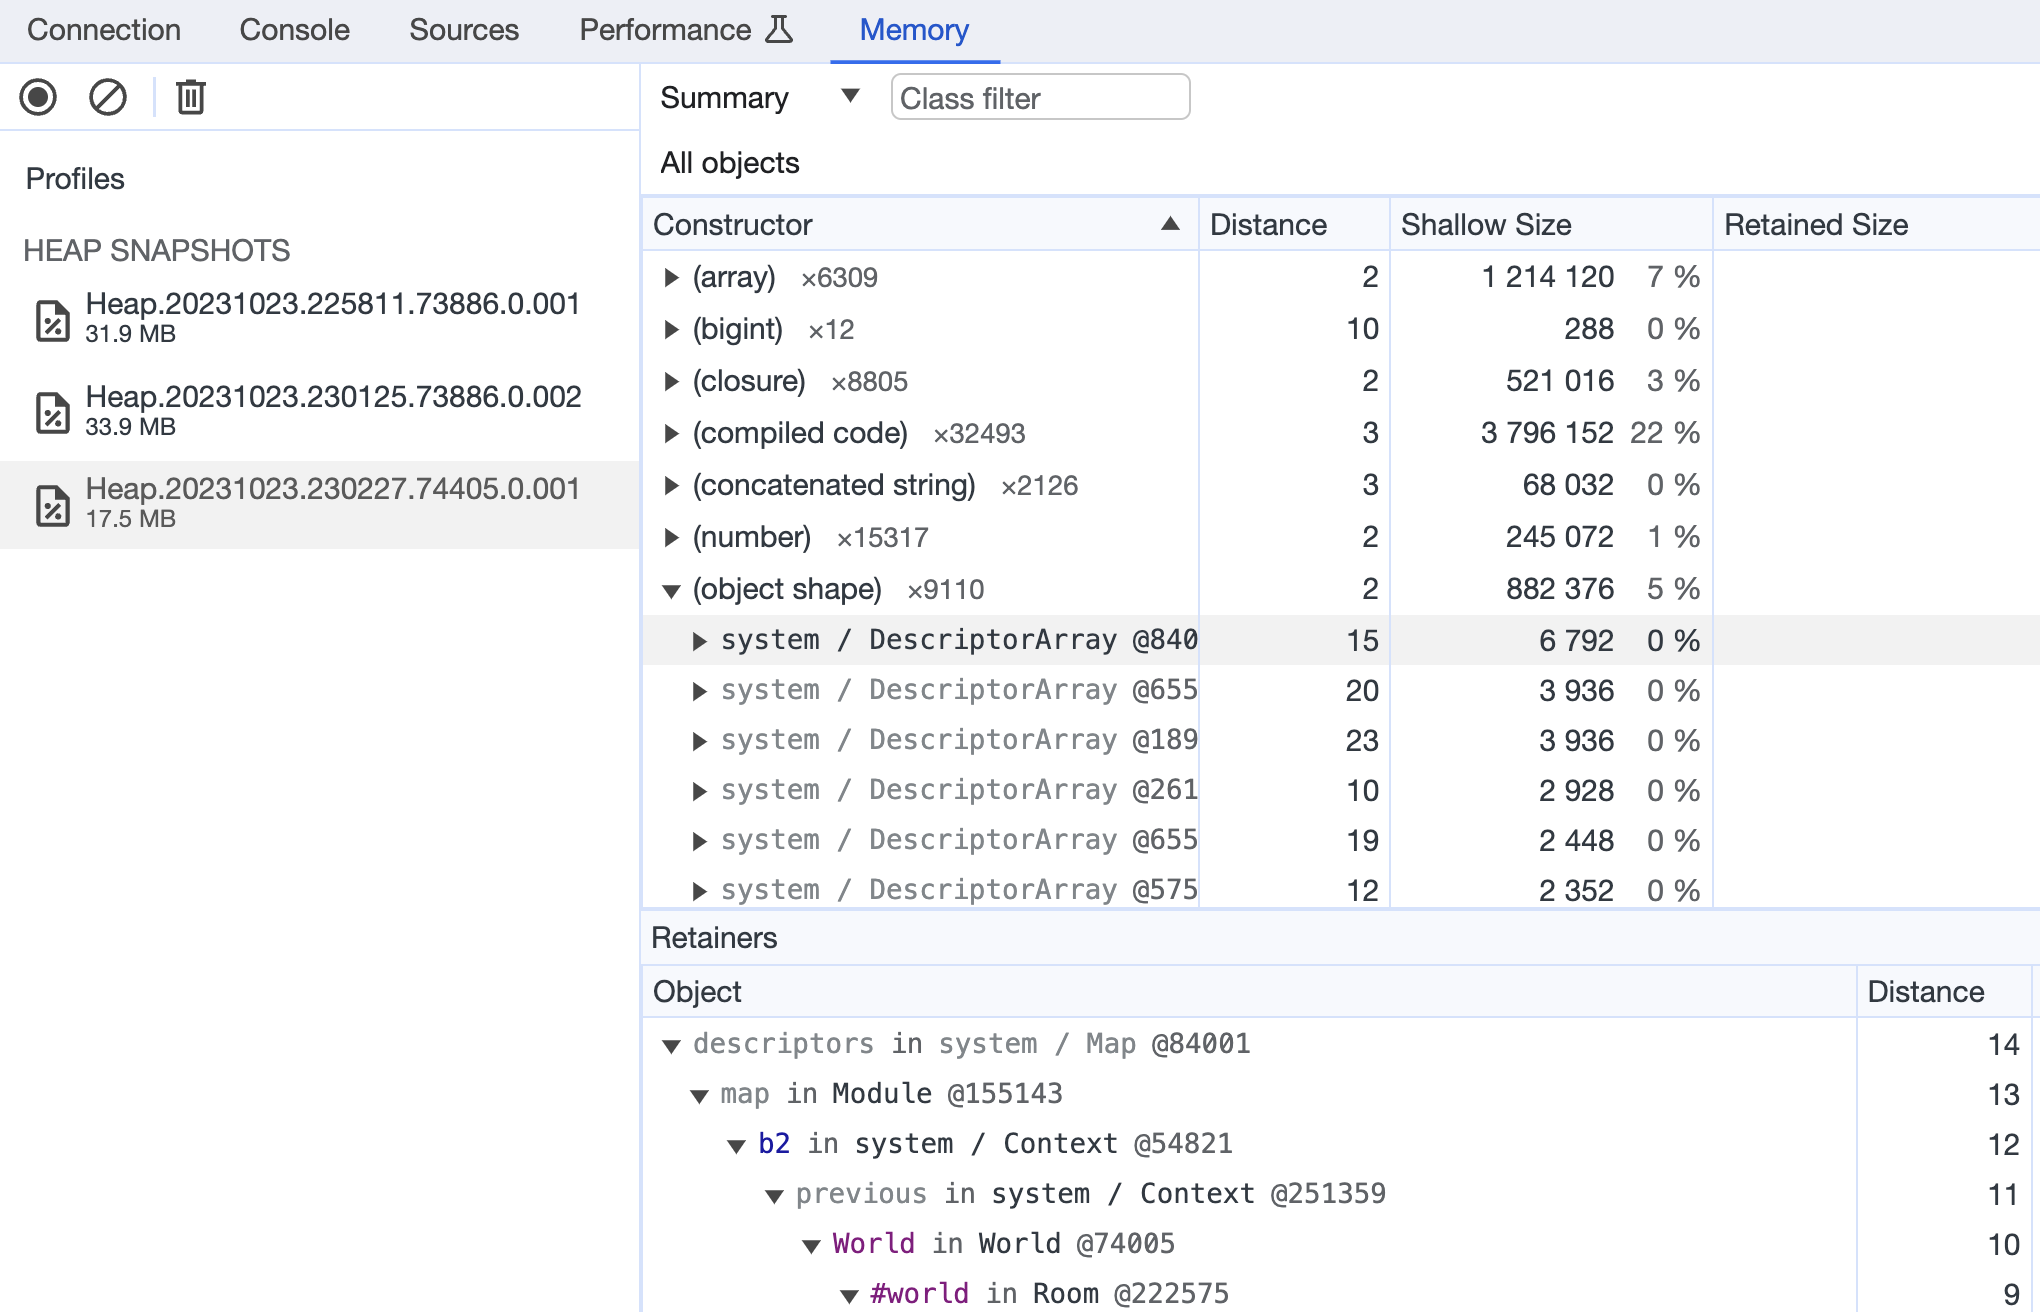 Connection Console Sources Performance Memory
Summary Class filter
All objects
Profiles
HEAP SNAPSHOTS
Heap.20231023.225811.73886.0.001
31.9 MB
Heap.20231023.230125.73886.0.002
33.9 MB
Heap.20231023.230227.74405.0.001
17.5 MB
Constructor Distance Shallow Size Retained Size
(array) ×6309 2 1 214 120 7 %
(bigint) ×12 10 288 0 %
(closure) ×8805 2 521 016 3 %
(compiled code) ×32493 3 3 796 152 22 %
(concatenated string) ×2126 3 68 032 0 %
(number) ×15317 2 245 072 1 %
(object shape) ×9110 2 882 376 5 %
system / DescriptorArray @840 15 6 792 0 %
system / DescriptorArray @655 20 3 936 0 %
system / DescriptorArray @189 23 3 936 0 %
system / DescriptorArray @261 10 2 928 0 %
system / DescriptorArray @655 19 2 448 0 %
system / DescriptorArray @575 12 2 352 0 %
Retainers
Object Distance
descriptors in system / Map @84001 14
map in Module @155143 13
b2 in system / Context @54821 12
previous in system / Context @251359 11
World in World @74005 10
#world in Room @222575 9